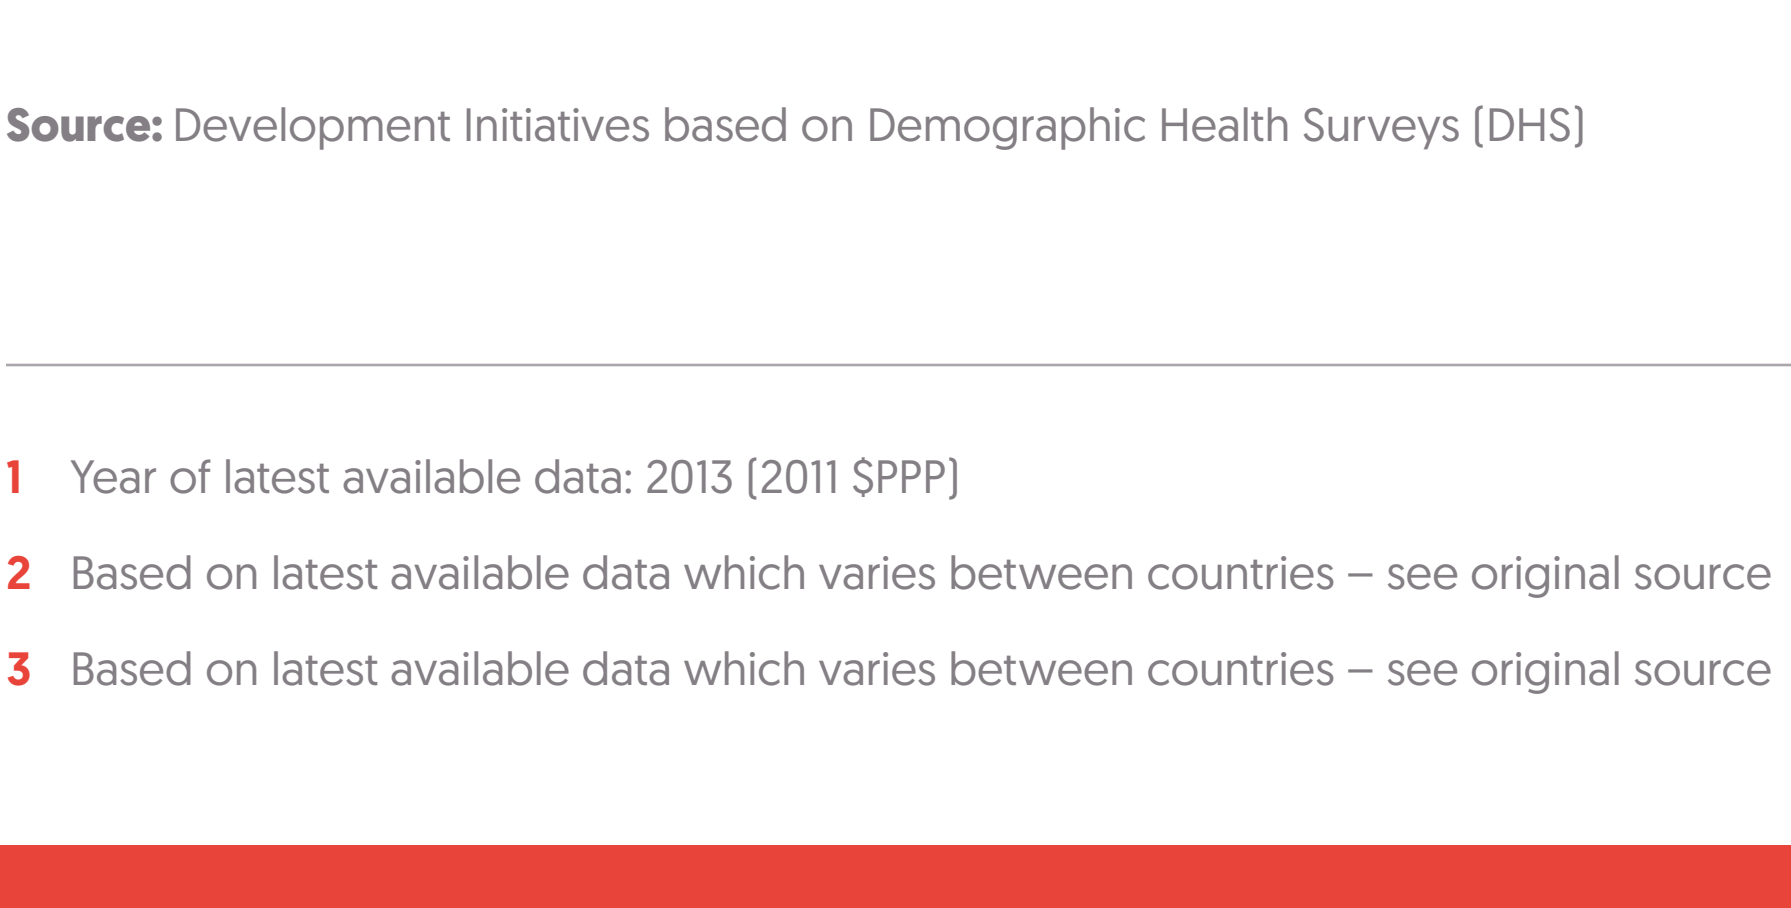 Source: Development Initiatives based on Demographic Health Surveys (DHS)
1 Year of latest available data: 2013 (2011 $PPP)
2 Based on latest available data which varies between countries – see original source
3 Based on latest available data which varies between countries – see original source